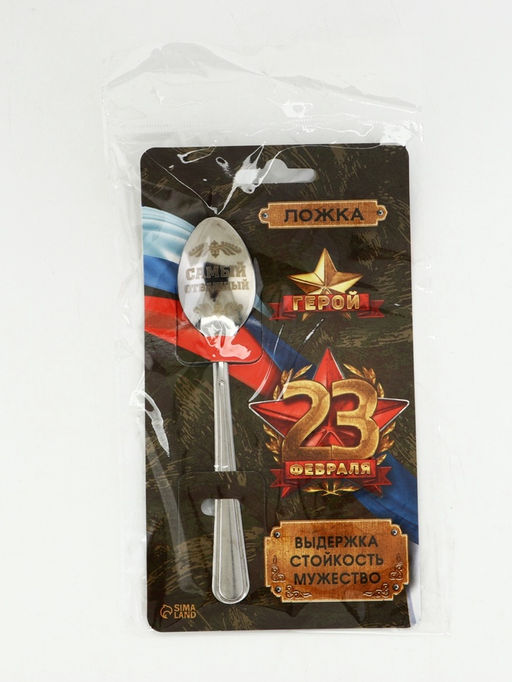 ЛОЖКА
САМЫЙ
ОТВАЖНЫЙ
ГЕРОЙ
23
ФЕВРАЛЯ
ВЫДЕРЖКА
СТОЙКОСТЬ
МУЖЕСТВО
SIMA
LAND